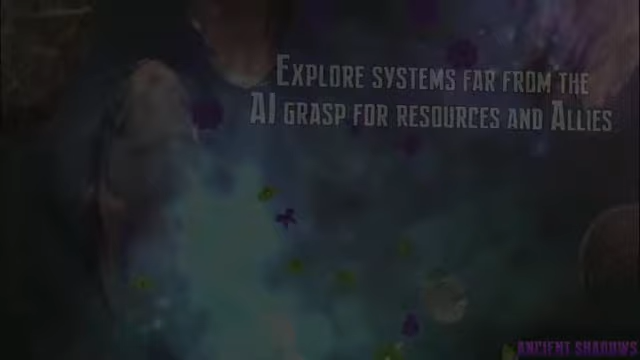 Explore systems far from the
AI grasp for resources and Allies
Ancient Shadows